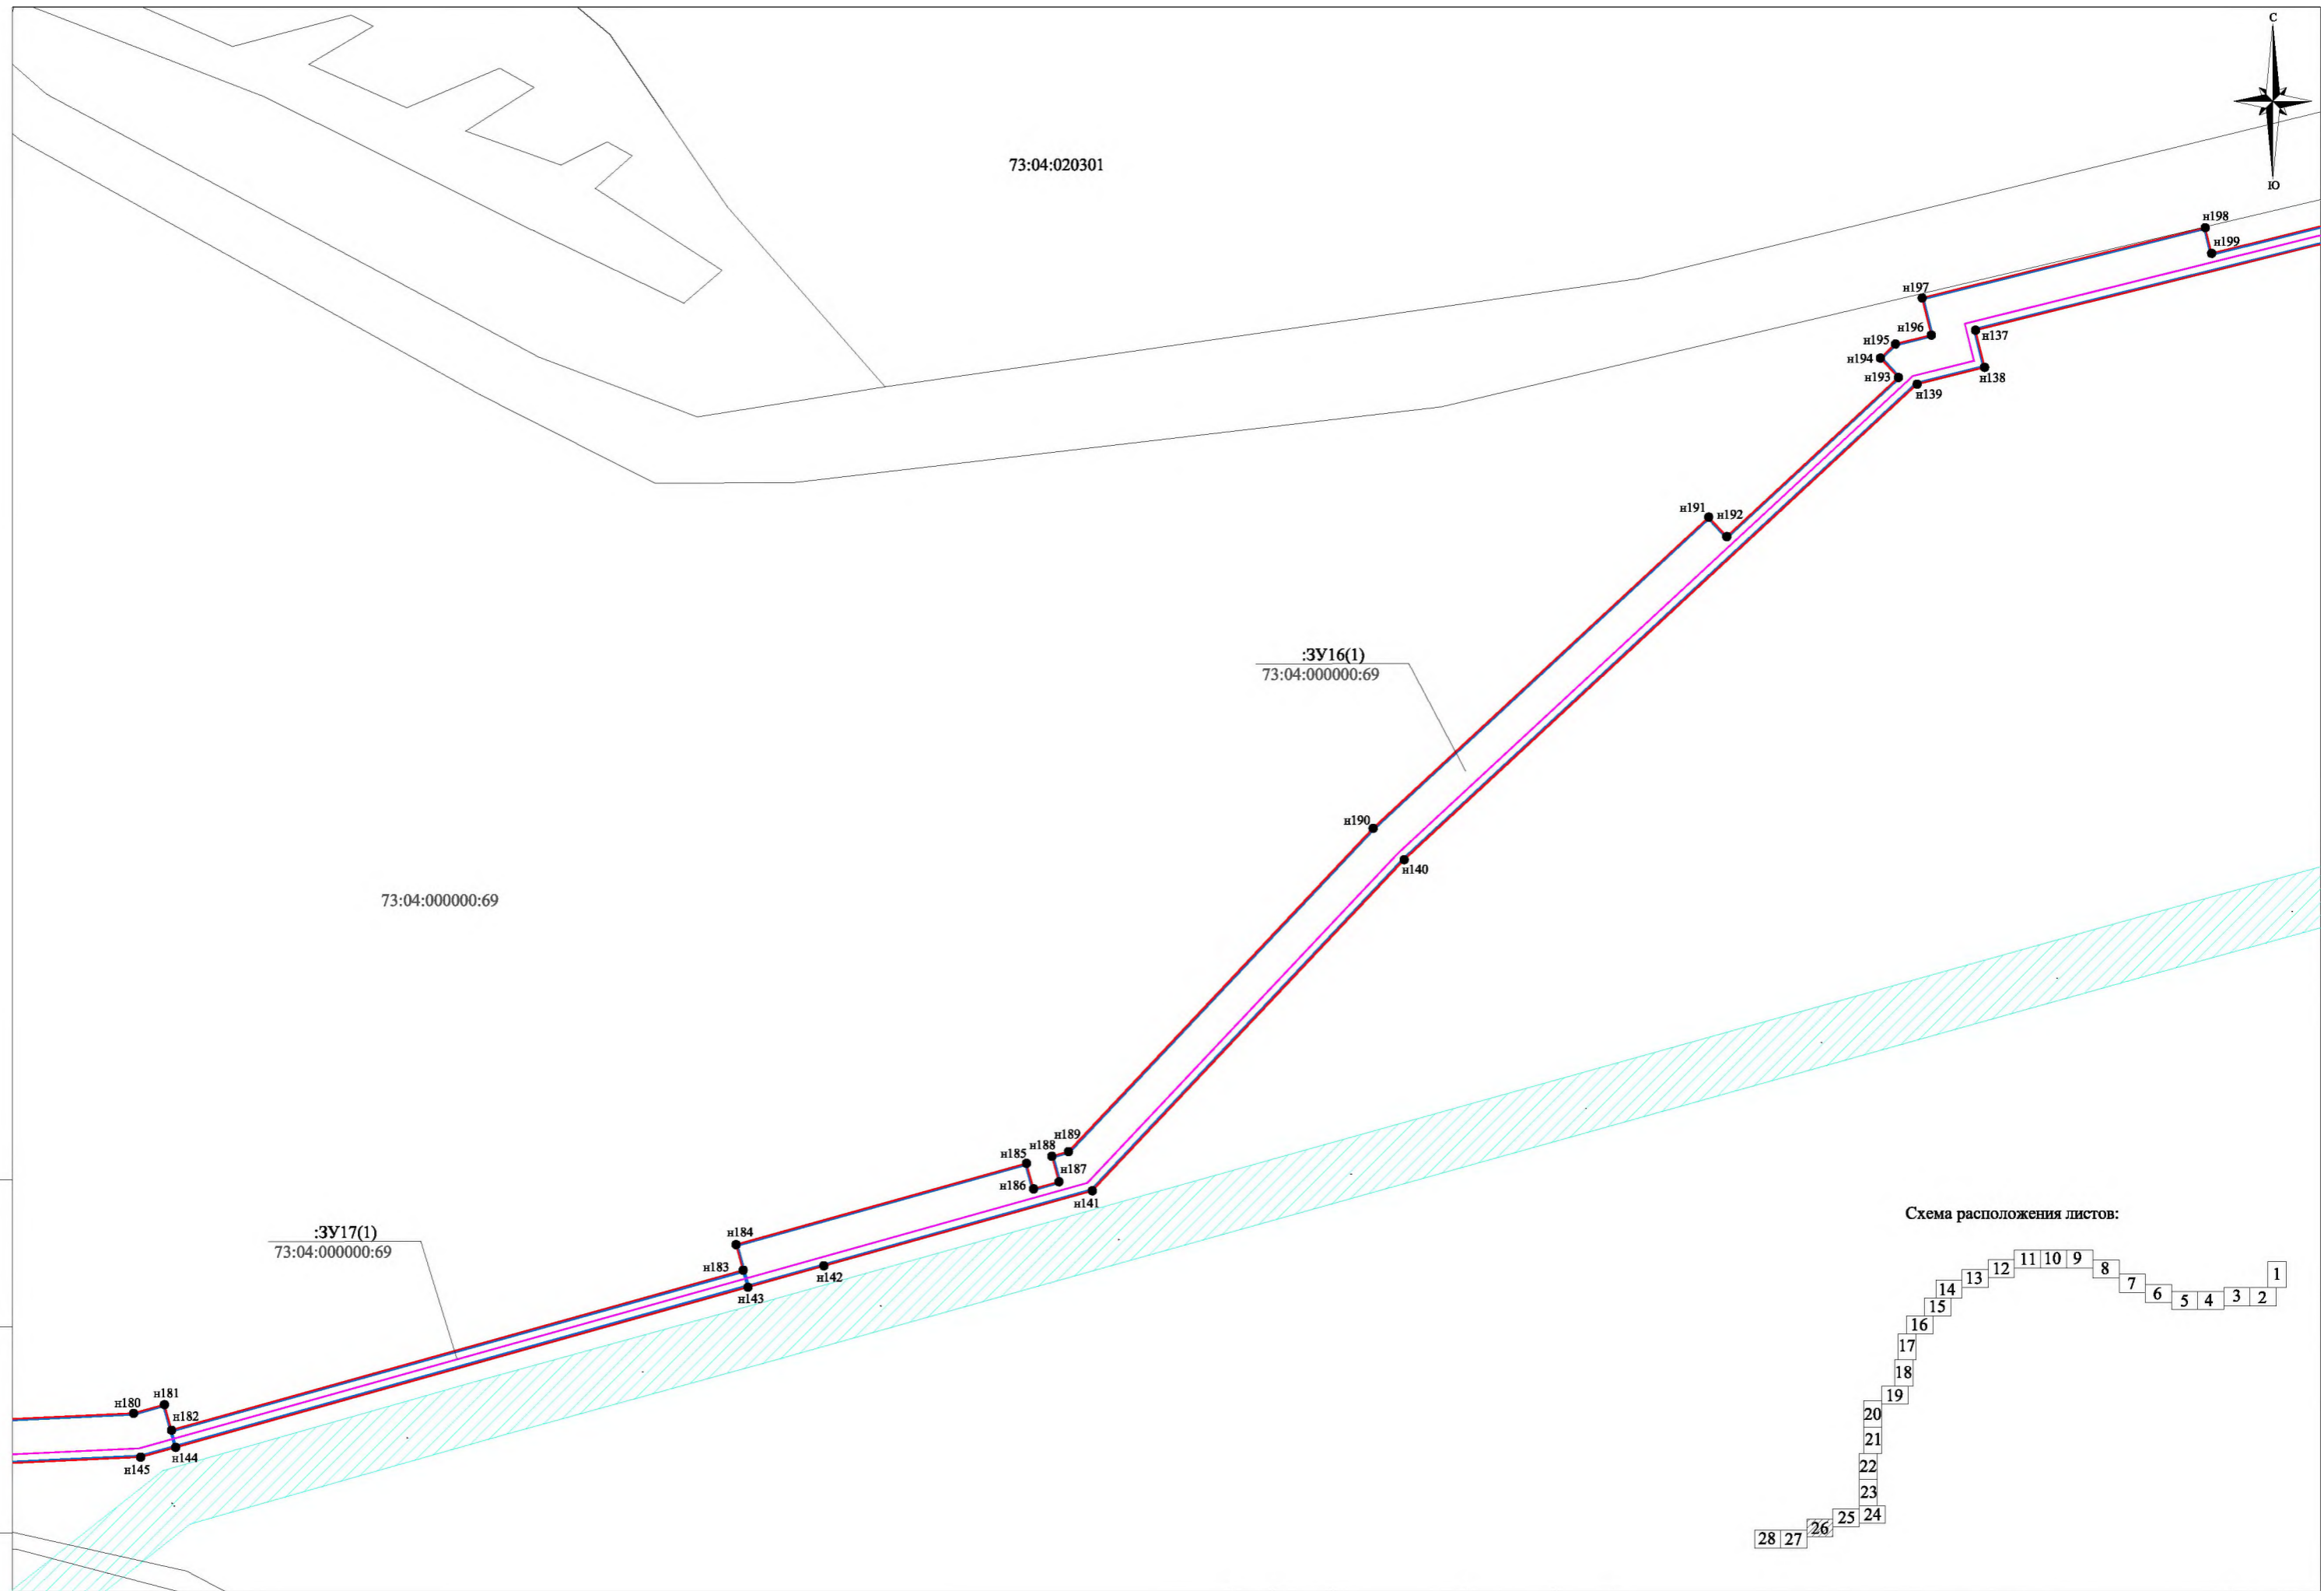 С
73:04:020301
Ю
н198
н199
н197
н196
н195
н137
н194
н193
н138
н139
н191
н192
:ЗУ16(1)
73:04:000000:69
н190
н140
73:04:000000:69
н189
н188
н185
н187
н186
н141
Схема расположения листов:
:ЗУ17(1)
73:04:000000:69
н184
н183
н142
н143
11 10 9
12
8
1
13
7
14
6
3 2
5 4
15
16
17
18
19
н181
н180
н182
20
21
н144
н145
22
23
24
25
26
28 27